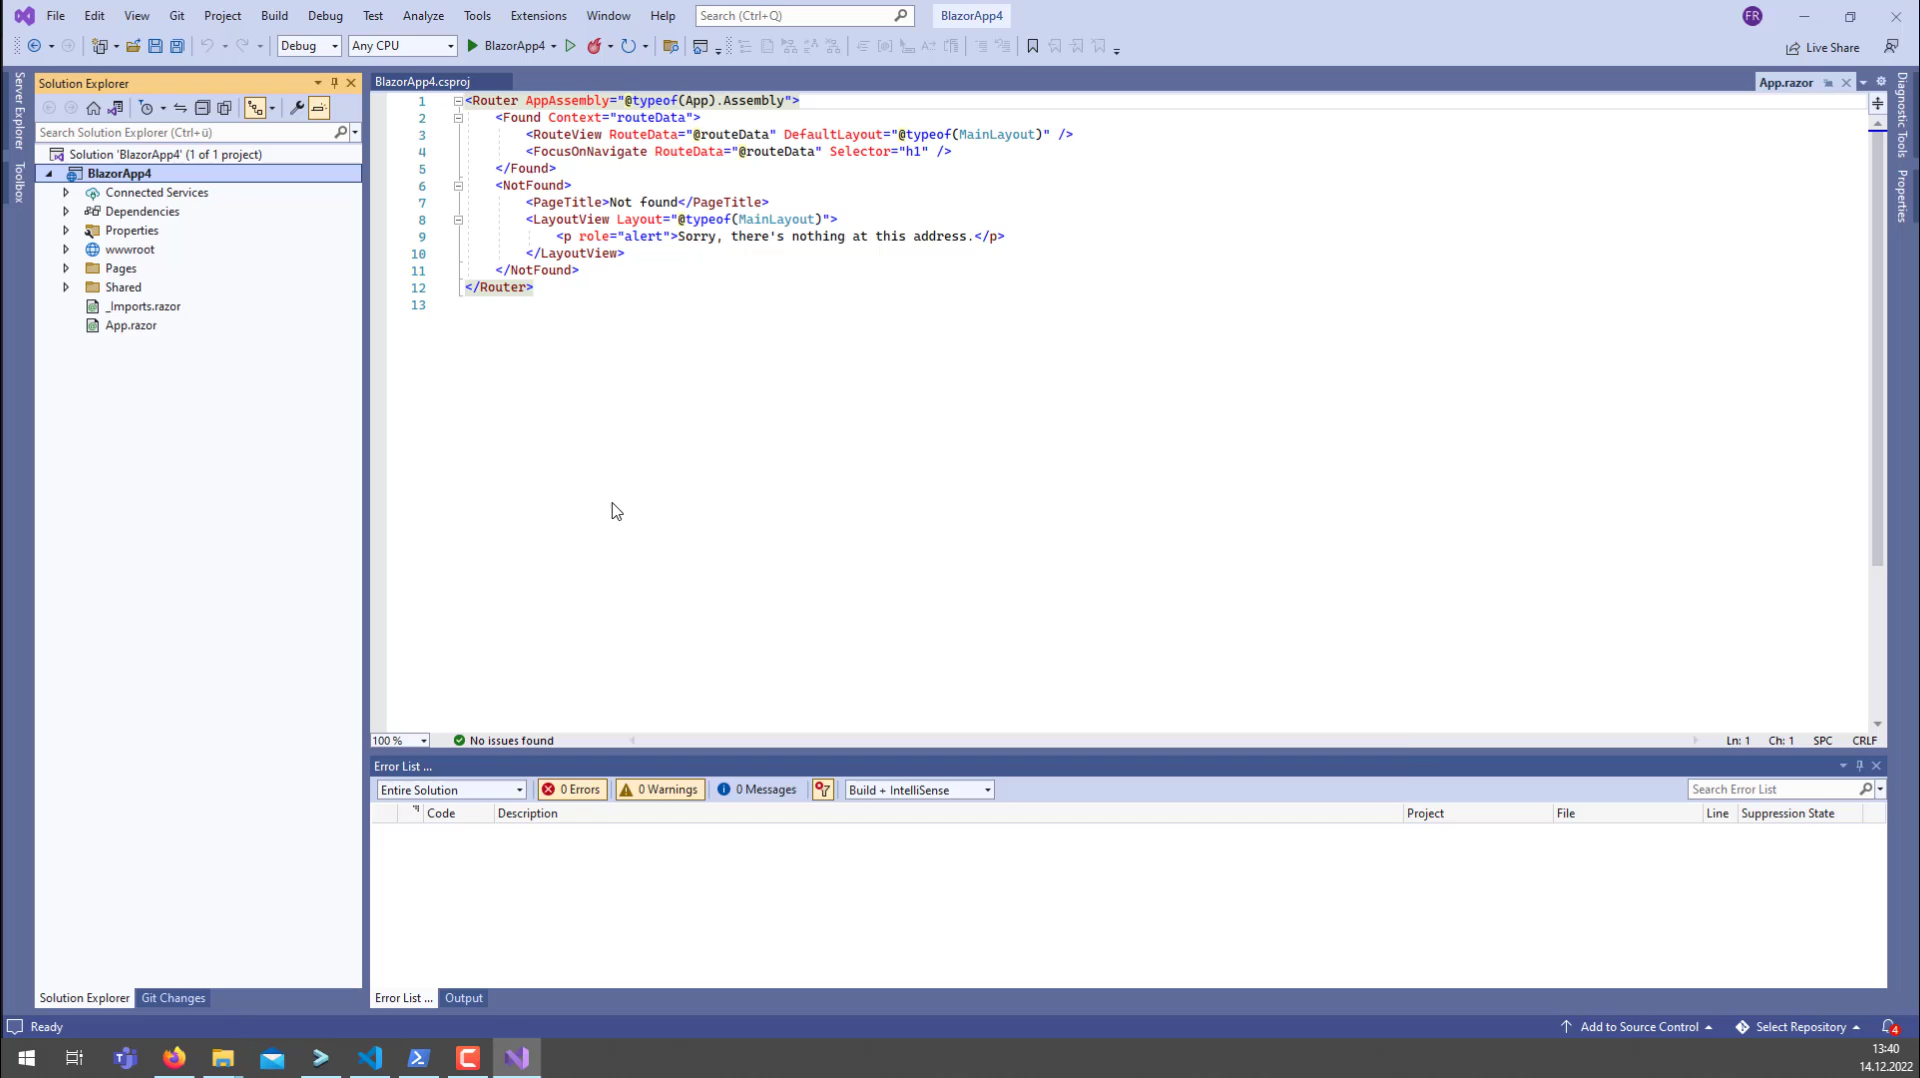 File Edit View Git Project Build Debug Test Analyze Tools Extensions Window Help Search (Ctrl+Q) BlazorApp4 FR
Debug Any CPU BlazorApp4 Live Share
Server Explorer
Toolbox
Solution Explorer
Search Solution Explorer (Ctrl+ü)
Solution 'BlazorApp4' (1 of 1 project)
BlazorApp4
Connected Services
Dependencies
Properties
wwwroot
Pages
Shared
_Imports.razor
App.razor
Solution Explorer Git Changes
BlazorApp4.csproj App.razor
1 <Router AppAssembly="@typeof(App).Assembly">
2 <Found Context="routeData">
3 <RouteView RouteData="@routeData" DefaultLayout="@typeof(MainLayout)" />
4 <FocusOnNavigate RouteData="@routeData" Selector="h1" />
5 </Found>
6 <NotFound>
7 <PageTitle>Not found</PageTitle>
8 <LayoutView Layout="@typeof(MainLayout)">
9 <p role="alert">Sorry, there's nothing at this address.</p>
10 </LayoutView>
11 </NotFound>
12 </Router>
13
100 % No issues found Ln: 1 Ch: 1 SPC CRLF
Diagnostic Tools
Properties
Error List ...
Entire Solution 0 Errors 0 Warnings 0 Messages Build + IntelliSense Search Error List
Code Description Project File Line Suppression State
Error List ... Output
Ready Add to Source Control Select Repository 4
13:40
14.12.2022